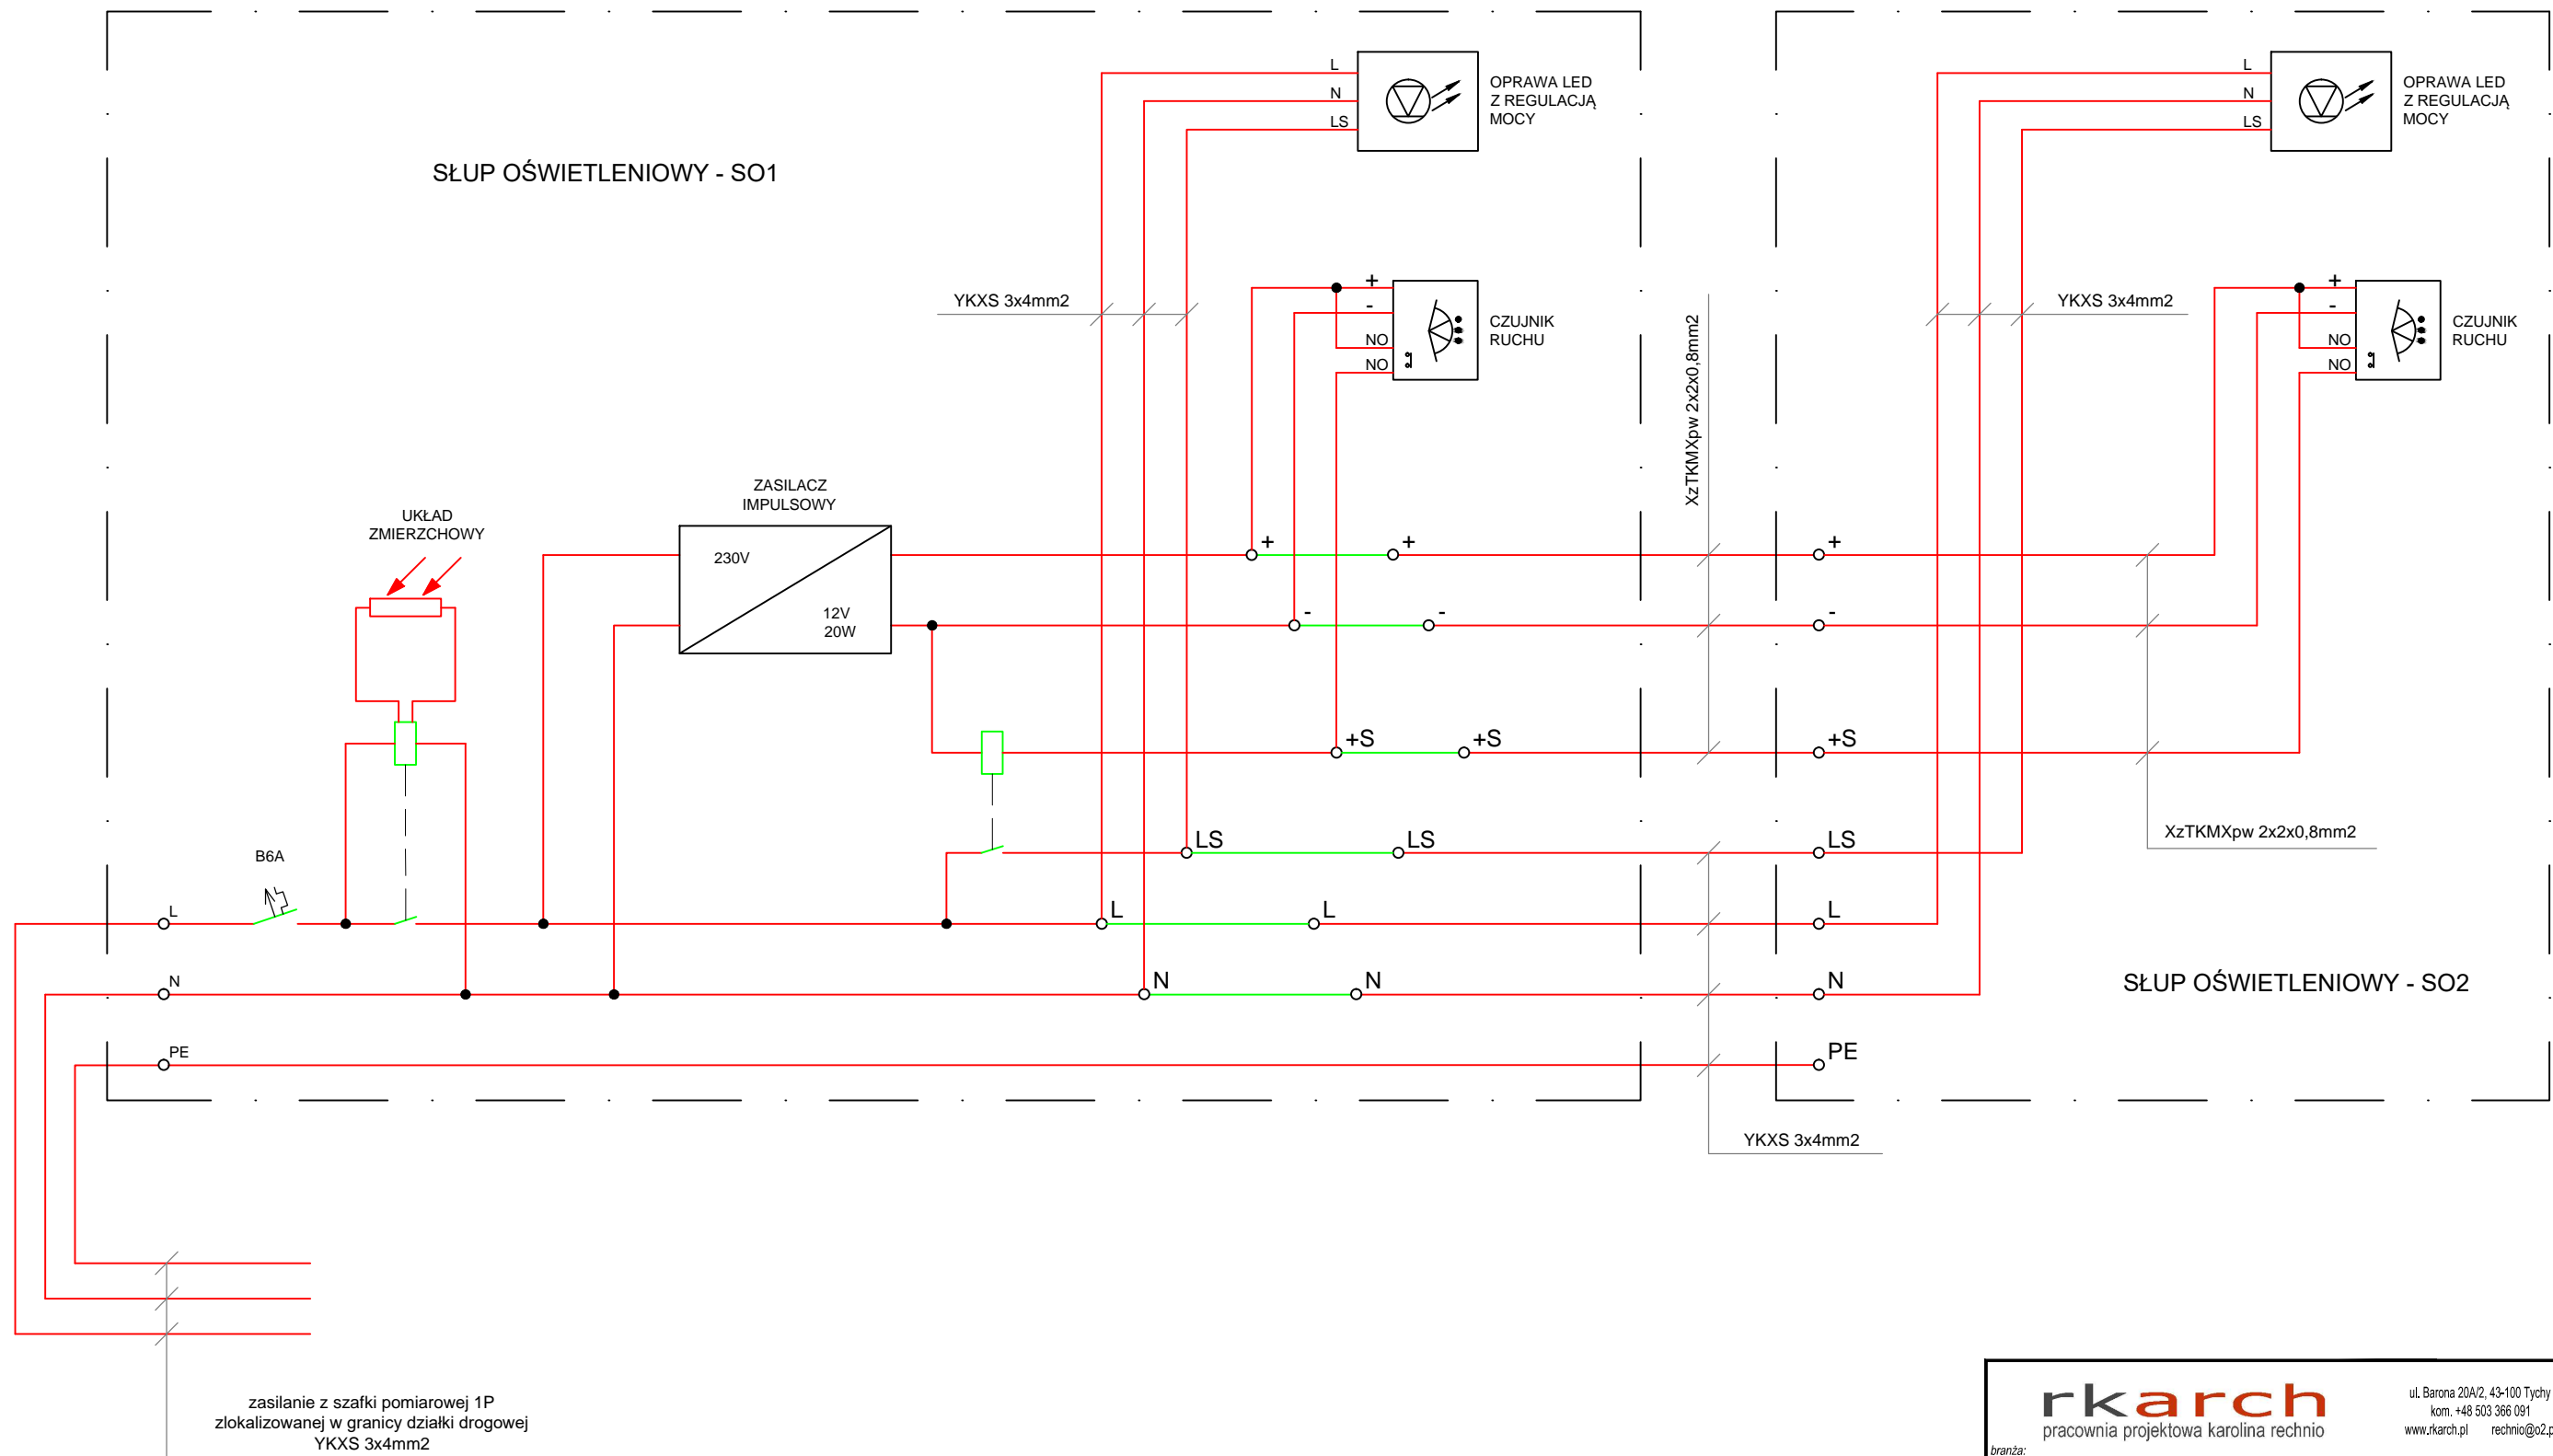 L
N
LS
OPRAWA LED
Z REGULACJĄ
MOCY
L
N
LS
OPRAWA LED
Z REGULACJĄ
MOCY
SŁUP OŚWIETLENIOWY - SO1
YKXS 3x4mm2
+
-
NO
NO
CZUJNIK
RUCHU
XzTKMXpw 2x2x0,8mm2
YKXS 3x4mm2
+
-
NO
NO
CZUJNIK
RUCHU
UKŁAD
ZMIERZCHOWY
ZASILACZ
IMPULSOWY
230V
12V
20W
+
+
+
-
-
-
+S
+S
+S
LS
LS
LS
XzTKMXpw 2x2x0,8mm2
B6A
L
L
L
L
N
N
N
N
SŁUP OŚWIETLENIOWY - SO2
PE
PE
YKXS 3x4mm2
zasilanie z szafki pomiarowej 1P
zlokalizowanej w granicy działki drogowej
YKXS 3x4mm2
rkarch
pracownia projektowa karolina rechnio
ul. Barona 20A/2, 43-100 Tychy
kom. +48 503 366 091
www.rkarch.pl rechnio@o2.p
branża: